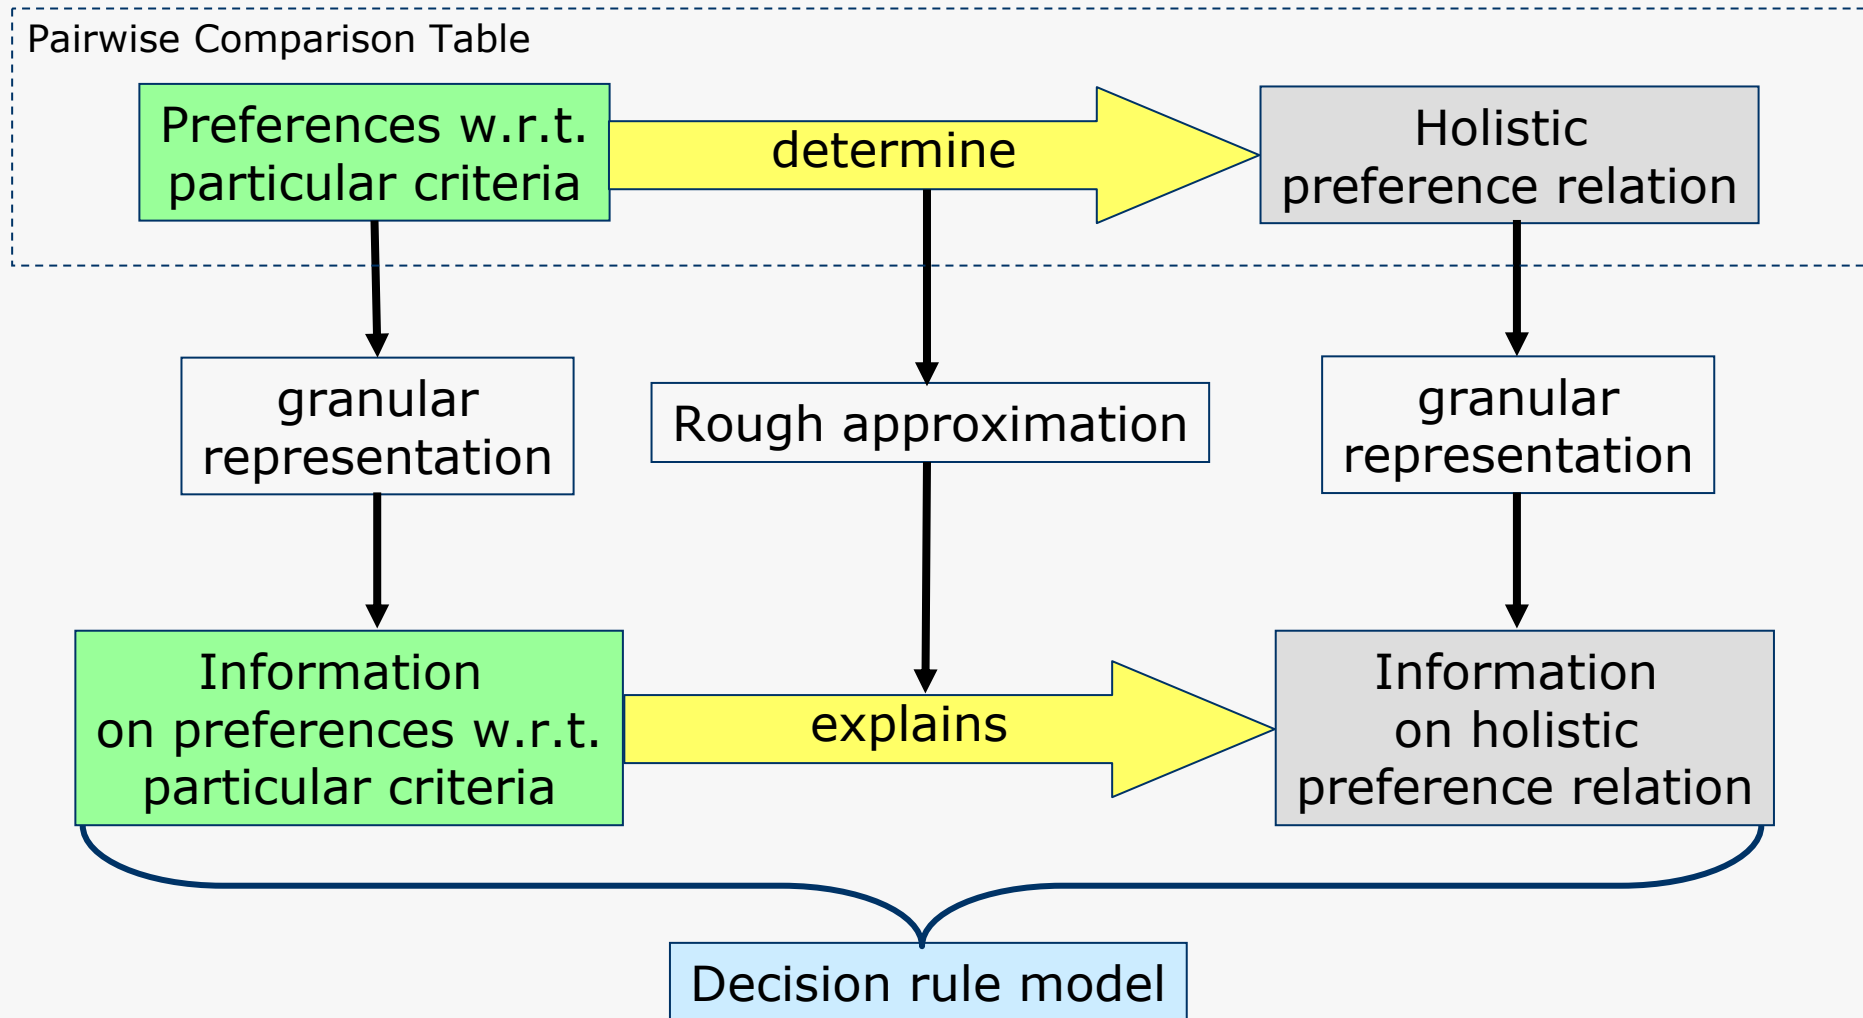 Pairwise Comparison Table
Preferences w.r.t.
particular criteria
determine
Holistic
preference relation
granular
representation
Rough approximation
granular
representation
Information
on preferences w.r.t.
particular criteria
explains
Information
on holistic
preference relation
Decision rule model